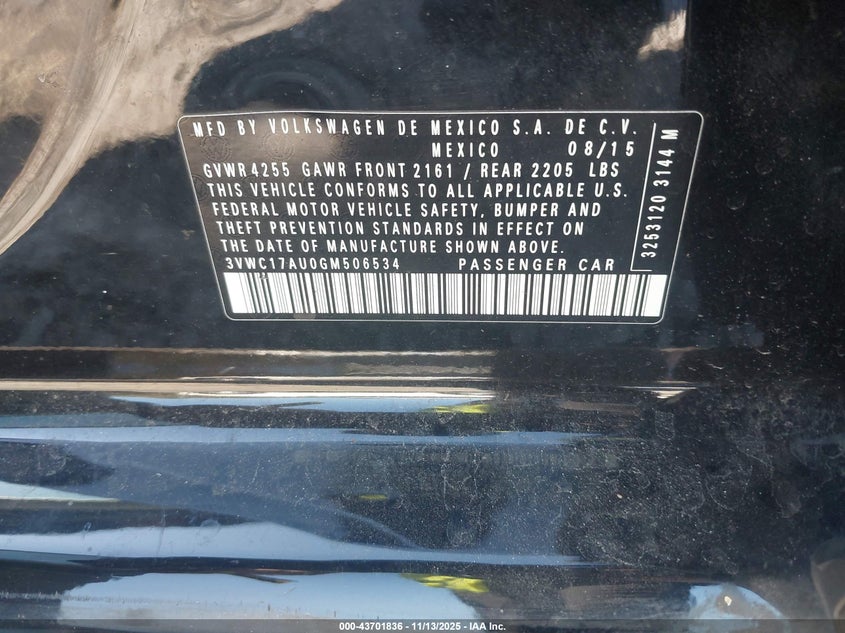 MFD BY VOLKSWAGEN DE MEXICO S.A. DE C.V.
MEXICO 08/15
GVWR 4255 GAWR FRONT 2161 / REAR 2205 LBS
THIS VEHICLE CONFORMS TO ALL APPLICABLE U.S.
FEDERAL MOTOR VEHICLE SAFETY, BUMPER AND
THEFT PREVENTION STANDARDS IN EFFECT ON
THE DATE OF MANUFACTURE SHOWN ABOVE.
3VWC17AU0GM506534 PASSENGER CAR
3253120 3144 M
000-43701836 - 11/13/2025 - IAA Inc.